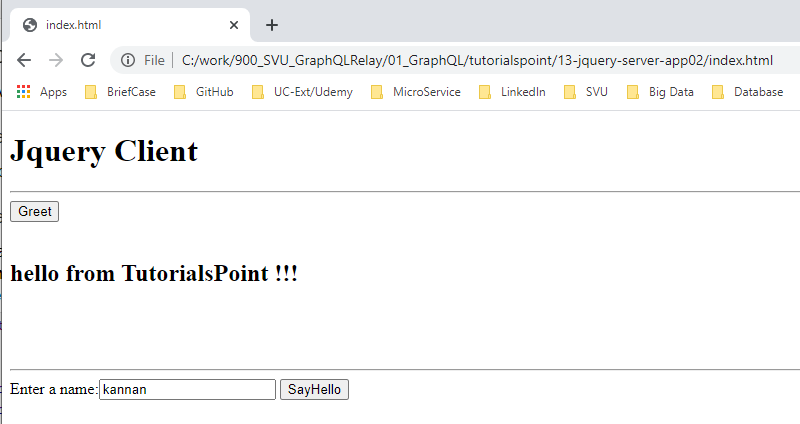 index.html
File C:/work/900_SVU_GraphQLRelay/01_GraphQL/tutorialspoint/13-jquery-server-app02/index.html
Apps BriefCase GitHub UC-Ext/Udemy MicroService LinkedIn SVU Big Data Database
Jquery Client
Greet
hello from TutorialsPoint !!!
Enter a name: kannan SayHello